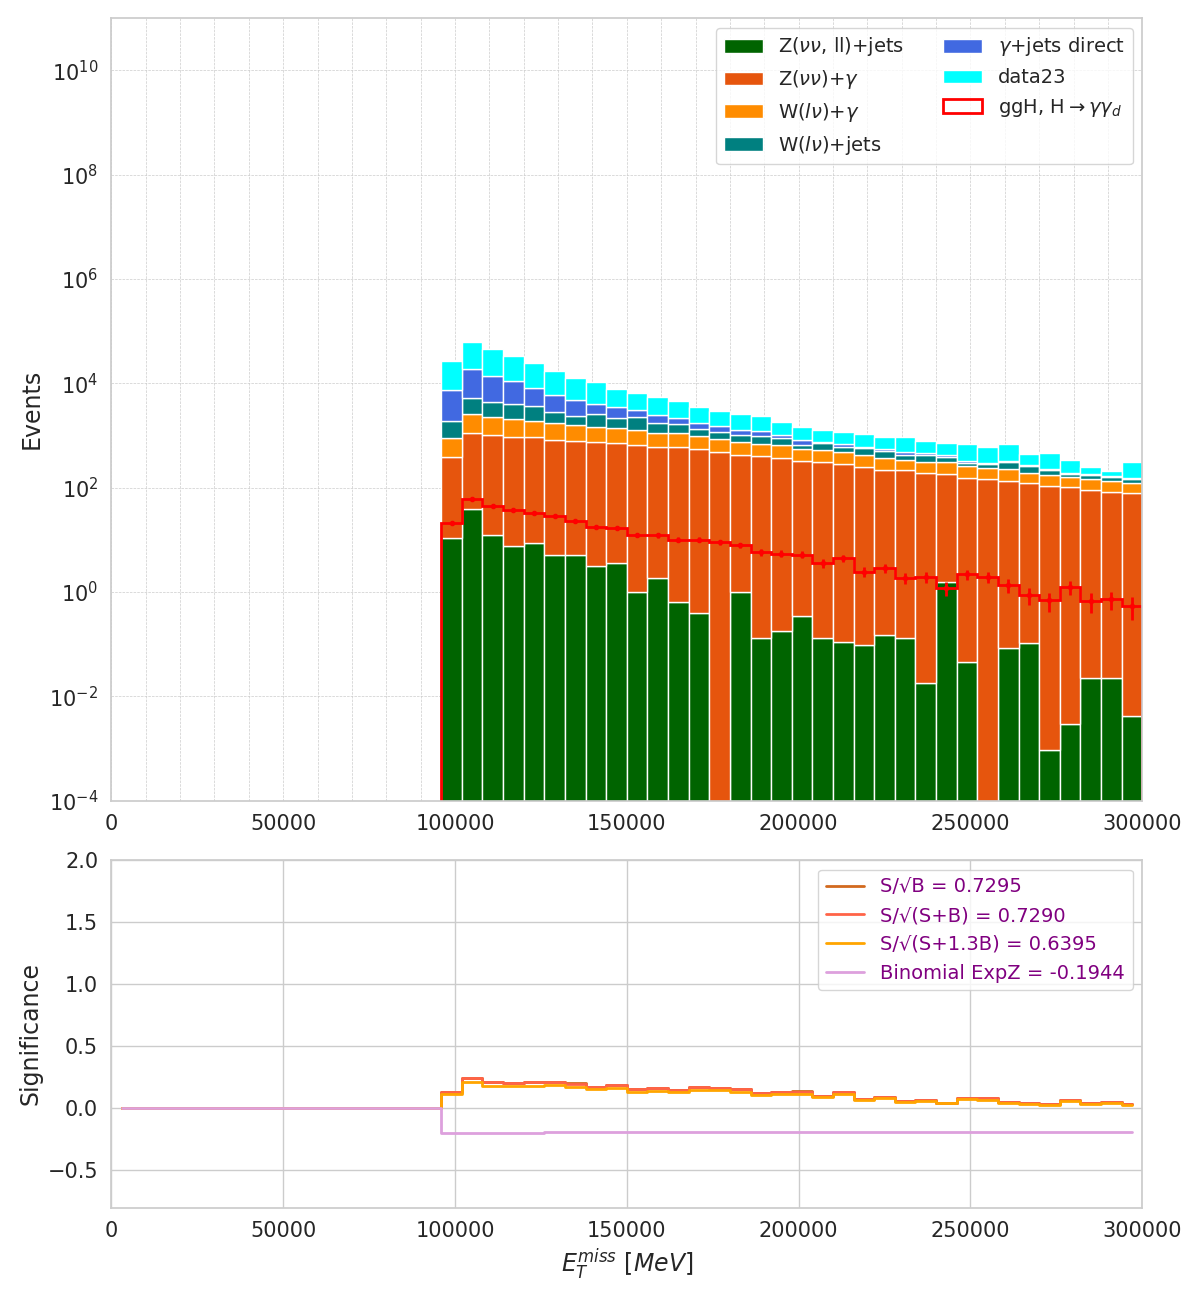 Z(νν, ll)+jets
Z(νν)+γ
W(lν)+γ
W(lν)+jets
γ+jets direct
data23
ggH, H→γγ_d
Events
10^10
10^8
10^6
10^4
10^2
10^0
10^−2
10^−4
0 50000 100000 150000 200000 250000 300000
S/√B = 0.7295
S/√(S+B) = 0.7290
S/√(S+1.3B) = 0.6395
Binomial ExpZ = -0.1944
Significance
2.0
1.5
1.0
0.5
0.0
−0.5
0 50000 100000 150000 200000 250000 300000
E_T^miss [MeV]